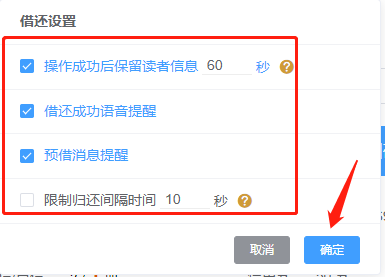 借还设置
操作成功后保留读者信息 60 秒 ?
借还成功语音提醒
预借消息提醒
限制归还间隔时间 10 秒 ?
取消 确定